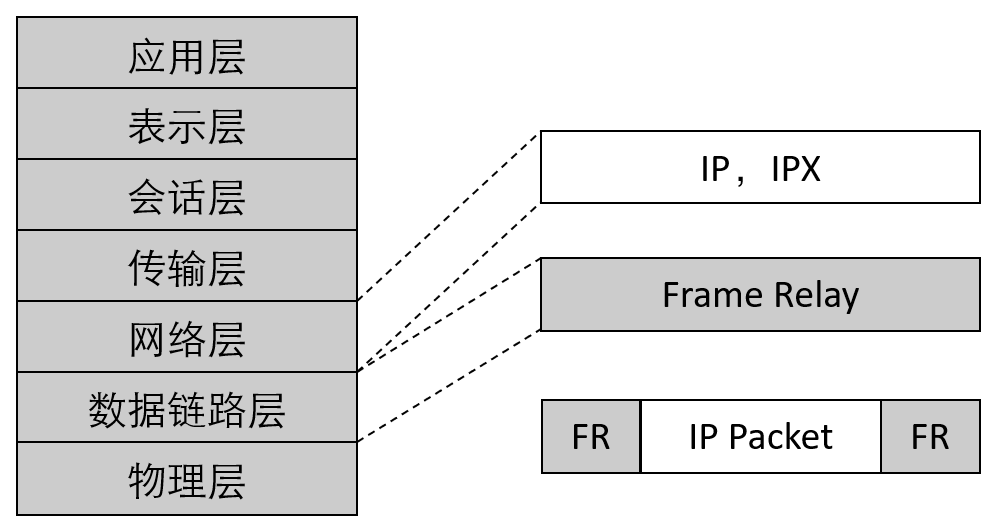 应用层
表示层
会话层
传输层
网络层
数据链路层
物理层
IP，IPX
Frame Relay
FR IP Packet FR